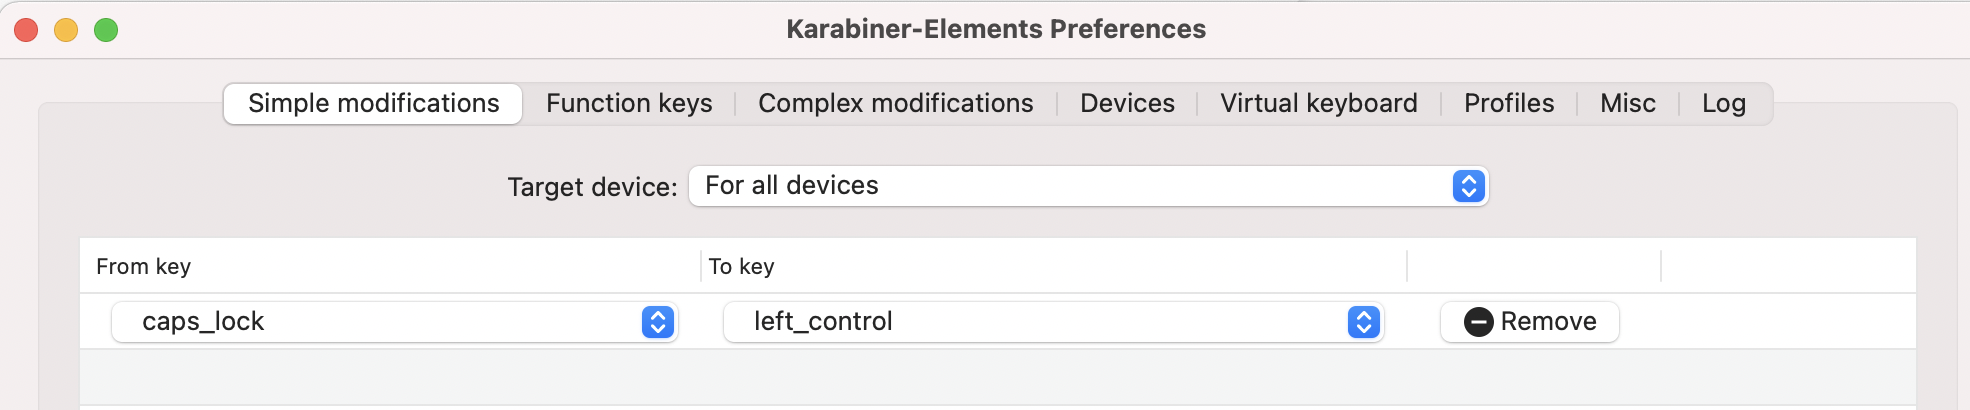 Karabiner-Elements Preferences
Simple modifications Function keys Complex modifications Devices Virtual keyboard Profiles Misc Log
Target device: For all devices
From key To key
caps_lock left_control Remove